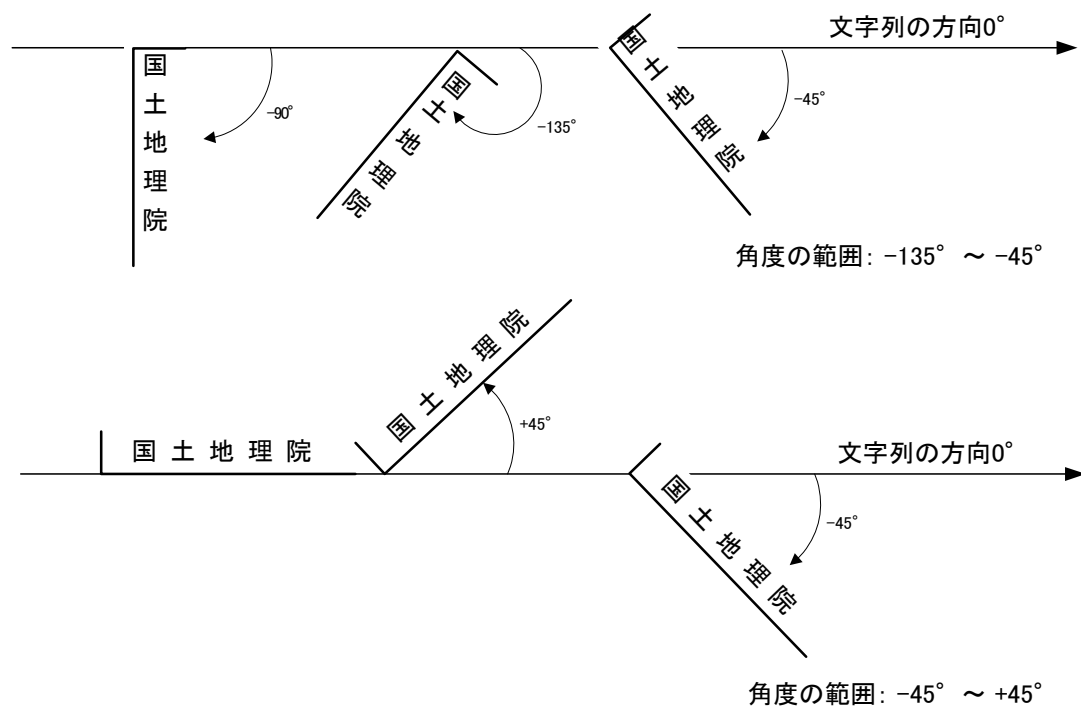 文字列の方向0°
国土地理院
-90°
国土地理院
-135°
国土地理院
-45°
角度の範囲: -135° ～ -45°
国土地理院
国土地理院
+45°
文字列の方向0°
国土地理院
-45°
角度の範囲: -45° ～ +45°